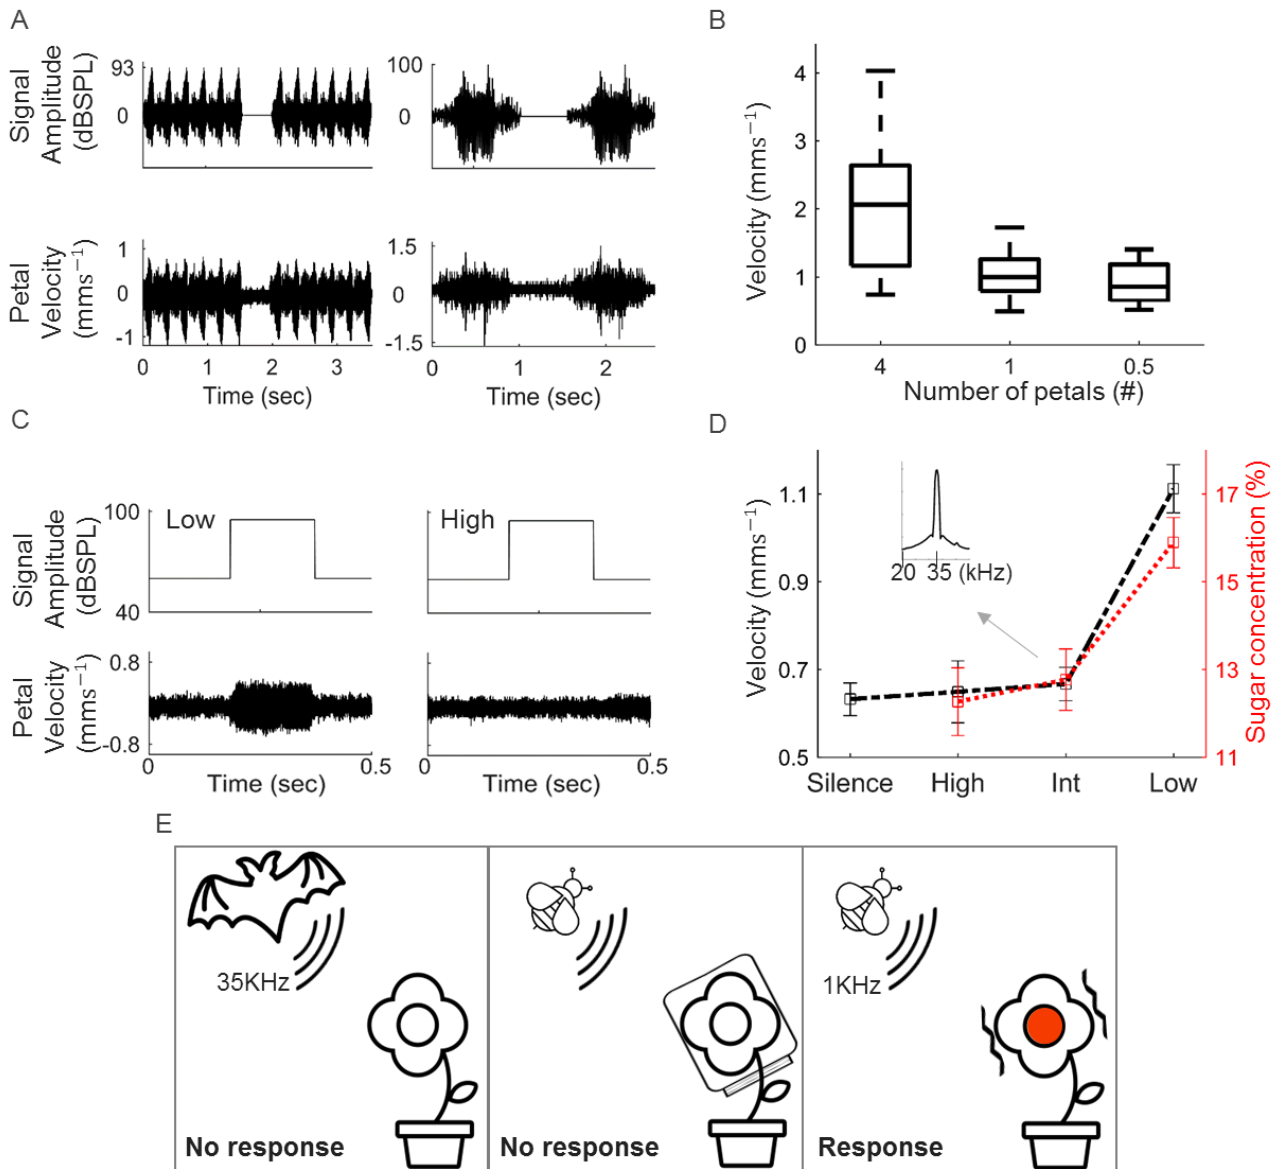 A
Signal
Amplitude
(dBSPL)
93
0
100
0
-100
Petal
Velocity
(mms⁻¹)
1
0
-1
1.5
0
-1.5
0 1 2 3
0 1 2
Time (sec)
Time (sec)
B
Velocity (mms⁻¹)
4
3
2
1
0
4 1 0.5
Number of petals (#)
C
Signal
Amplitude
(dBSPL)
100
40
Low
High
Petal
Velocity
(mms⁻¹)
0.8
-0.8
0 0.5
0 0.5
Time (sec)
Time (sec)
D
Velocity (mms⁻¹)
1.1
0.9
0.7
0.5
20 35 (kHz)
17
15
13
11
Sugar concentration (%)
Silence High Int Low
E
35KHz
No response
No response
1KHz
Response